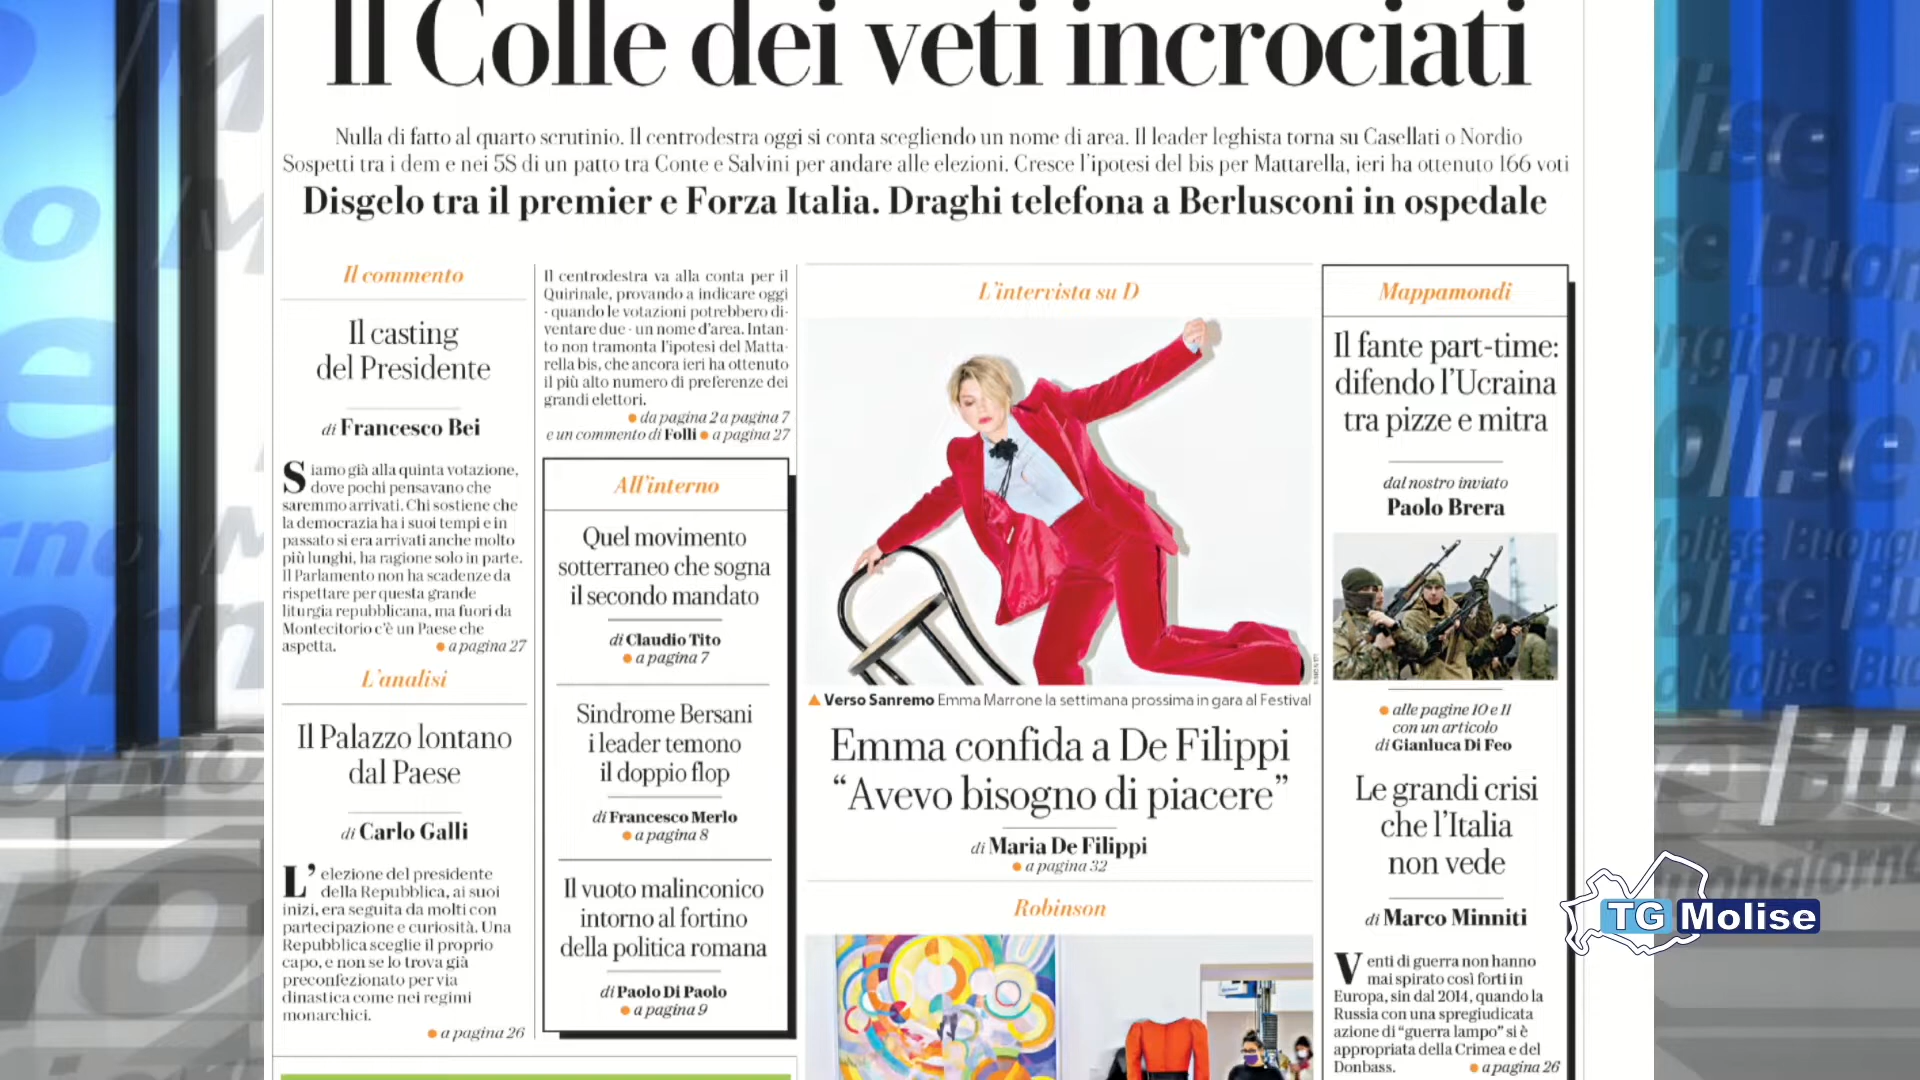 Il Colle dei veti incrociati
Nulla di fatto al quarto scrutinio. Il centrodestra oggi si conta scegliendo un nome di area. Il leader leghista torna su Casellati o Nordio
Sospetti tra i dem e nei 5S di un patto tra Conte e Salvini per andare alle elezioni. Cresce l'ipotesi del bis per Mattarella, ieri ha ottenuto 166 voti
Disgelo tra il premier e Forza Italia. Draghi telefona a Berlusconi in ospedale
Il commento
Il casting
del Presidente
di Francesco Bei
Siamo già alla quinta votazione,
dove pochi pensavano che
saremmo arrivati. Chi sostiene che
la democrazia ha i suoi tempi e in
passato si era arrivati anche molto
più lunghi, ha ragione solo in parte.
Il Parlamento non ha scadenze da
rispettare per questa grande
liturgia repubblicana, ma fuori da
Montecitorio c'è un Paese che
aspetta.
● a pagina 27
L'analisi
Il Palazzo lontano
dal Paese
di Carlo Galli
L'elezione del presidente
della Repubblica, ai suoi
inizi, era seguita da molti con
partecipazione e curiosità. Una
Repubblica sceglie il proprio
capo, e non se lo trova già
preconfezionato per via
dinastica come nei regimi
monarchici.
● a pagina 26
Il centrodestra va alla conta per il
Quirinale, provando a indicare oggi
- quando le votazioni potrebbero di-
ventare due - un nome d'area. Intan-
to non tramonta l'ipotesi del Matta-
rella bis, che ancora ieri ha ottenuto
il più alto numero di preferenze dei
grandi elettori.
● da pagina 2 a pagina 7
e un commento di Folli ● a pagina 27
All'interno
Quel movimento
sotterraneo che sogna
il secondo mandato
di Claudio Tito
● a pagina 7
Sindrome Bersani
i leader temono
il doppio flop
di Francesco Merlo
● a pagina 8
Il vuoto malinconico
intorno al fortino
della politica romana
di Paolo Di Paolo
● a pagina 9
L'intervista su D
▲ Verso Sanremo Emma Marrone la settimana prossima in gara al Festival
Emma confida a De Filippi
“Avevo bisogno di piacere”
di Maria De Filippi
● a pagina 32
Robinson
Mappamondi
Il fante part-time:
difendo l'Ucraina
tra pizze e mitra
dal nostro inviato
Paolo Brera
● alle pagine 10 e 11
con un articolo
di Gianluca Di Feo
Le grandi crisi
che l'Italia
non vede
di Marco Minniti
Venti di guerra non hanno
mai spirato così forti in
Europa, sin dal 2014, quando la
Russia con una spregiudicata
azione di “guerra lampo” si è
appropriata della Crimea e del
Donbass.
● a pagina 26
TG Molise